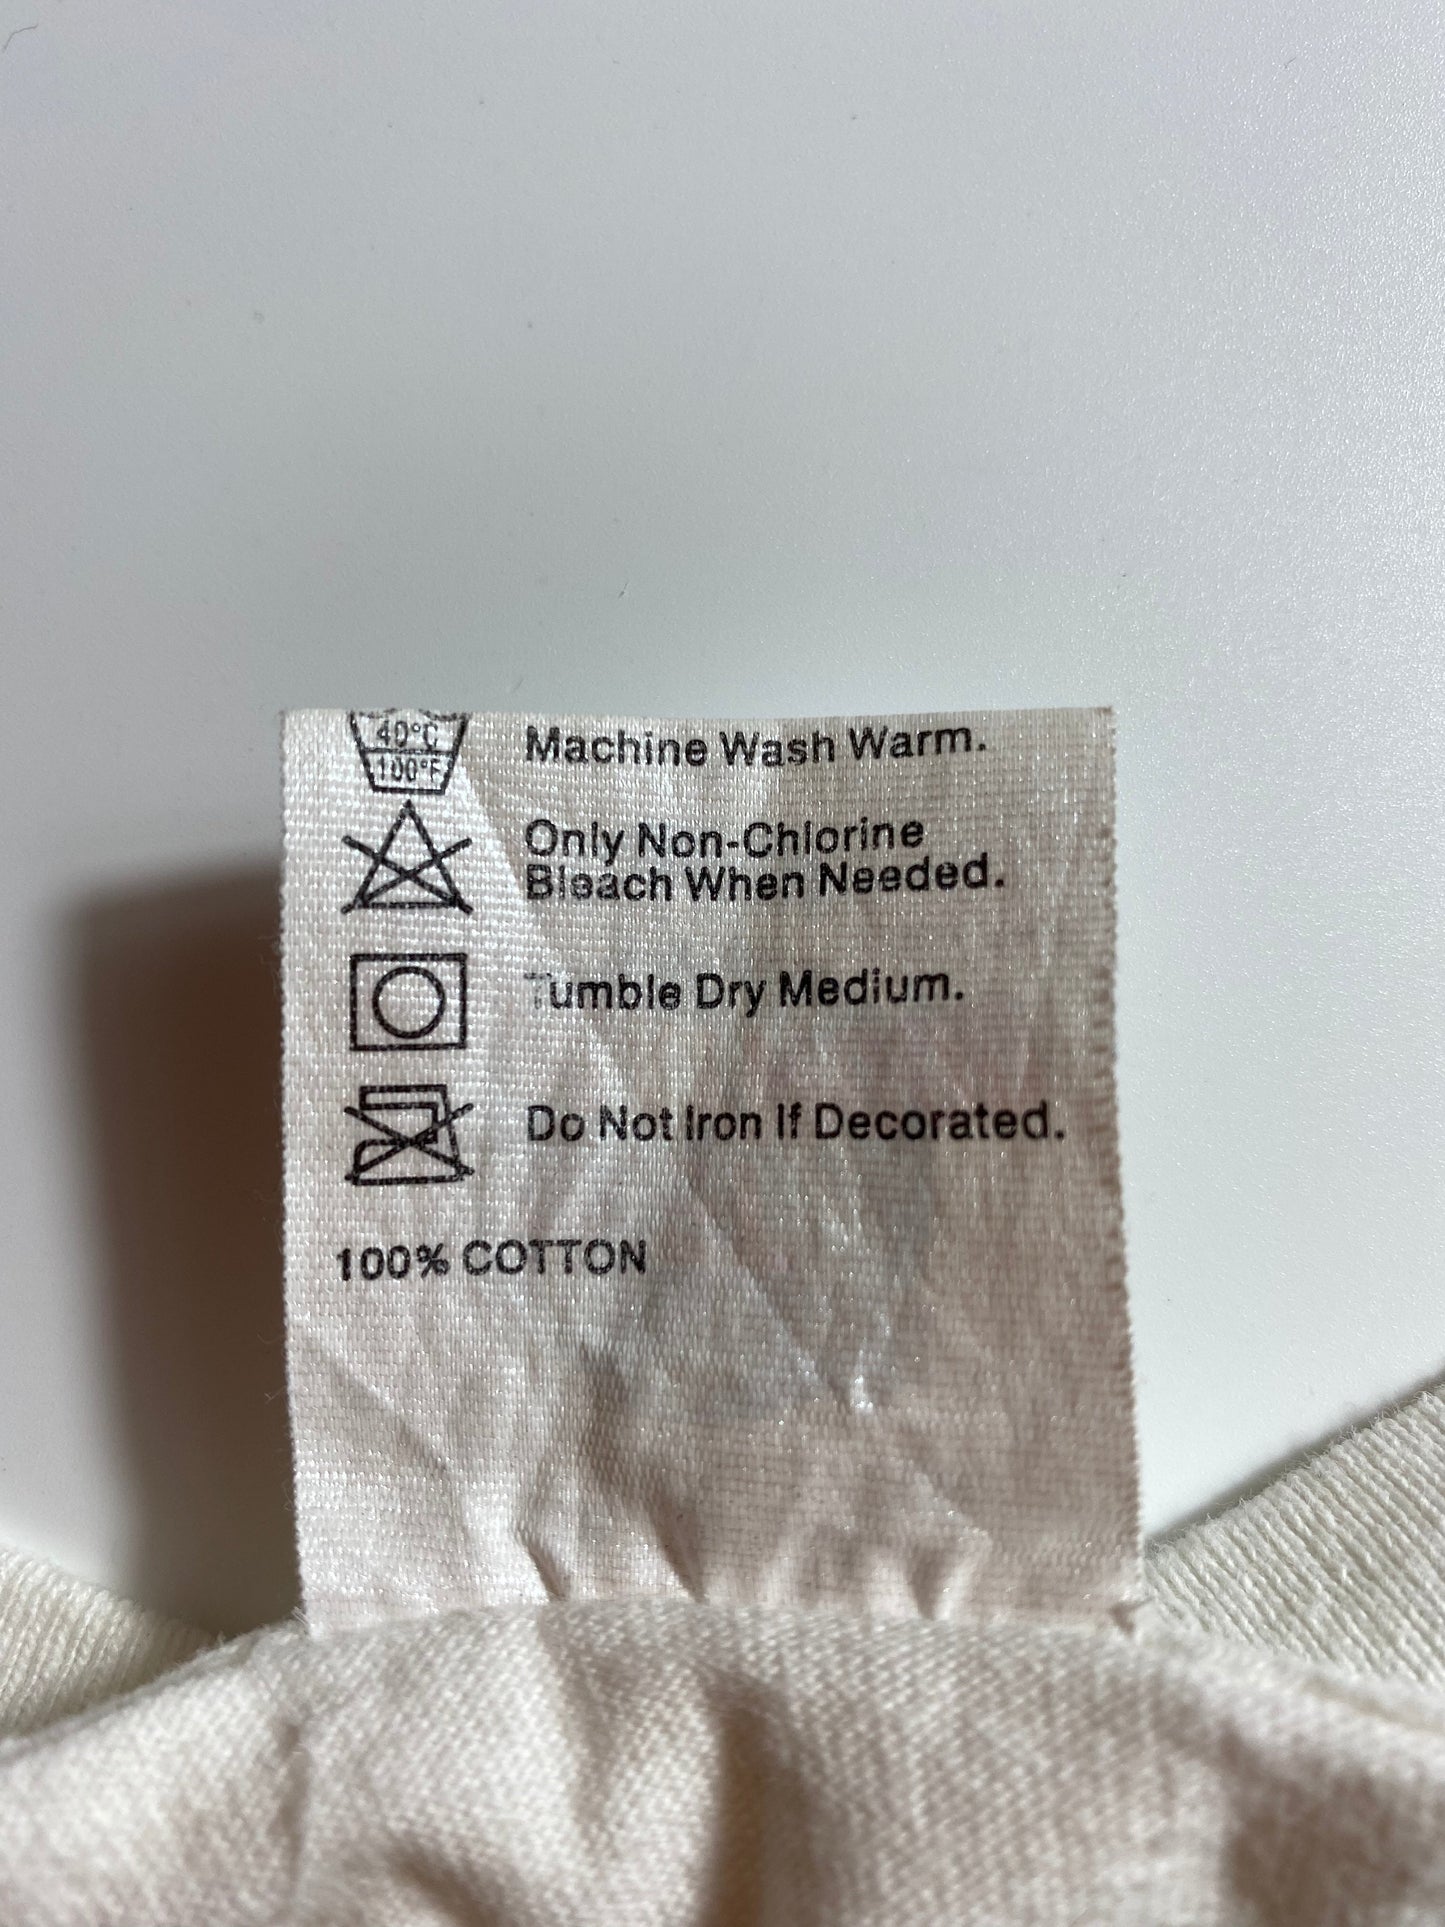 40°C Machine Wash Warm.
100°F
Only Non-Chlorine
Bleach When Needed.
Tumble Dry Medium.
Do Not Iron If Decorated.
100% COTTON